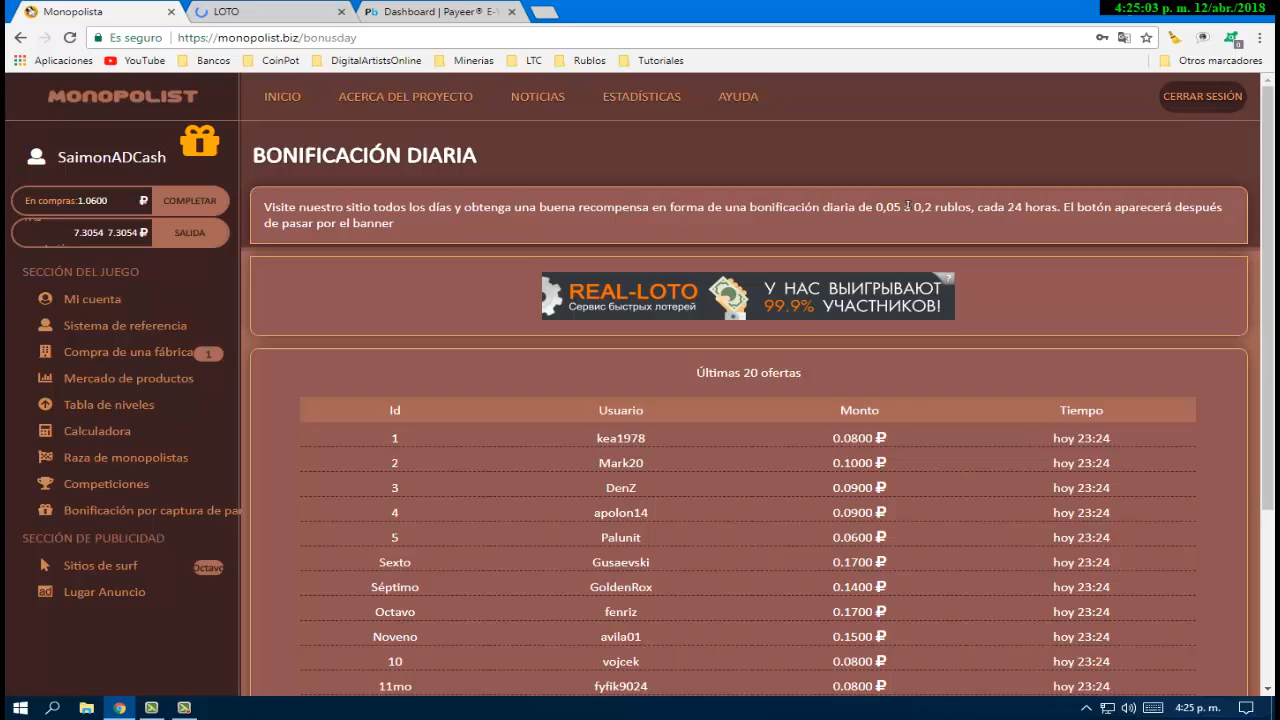 4:25:03 p. m. 12/abr./2018
Monopolista
LOTO
Dashboard | Payeer® E-
Es seguro
https://monopolist.biz/bonusday
Aplicaciones
YouTube
Bancos
CoinPot
DigitalArtistsOnline
Minerias
LTC
Rublos
Tutoriales
Otros marcadores
MONOPOLIST
INICIO
ACERCA DEL PROYECTO
NOTICIAS
ESTADÍSTICAS
AYUDA
CERRAR SESIÓN
SaimonADCash
En compras:1.0600 ₽
COMPLETAR
7.3054 7.3054 ₽
SALIDA
SECCIÓN DEL JUEGO
Mi cuenta
Sistema de referencia
Compra de una fábrica
1
Mercado de productos
Tabla de niveles
Calculadora
Raza de monopolistas
Competiciones
Bonificación por captura de pa
SECCIÓN DE PUBLICIDAD
Sitios de surf
Octavo
ad Lugar Anuncio
BONIFICACIÓN DIARIA
Visite nuestro sitio todos los días y obtenga una buena recompensa en forma de una bonificación diaria de 0,05 a 0,2 rublos, cada 24 horas. El botón aparecerá después
de pasar por el banner
REAL-LOTO
Сервис быстрых лотерей
У НАС ВЫИГРЫВАЮТ
99.9% УЧАСТНИКОВ!
?
Últimas 20 ofertas
Id Usuario Monto Tiempo
1 kea1978 0.0800 ₽ hoy 23:24
2 Mark20 0.1000 ₽ hoy 23:24
3 DenZ 0.0900 ₽ hoy 23:24
4 apolon14 0.0900 ₽ hoy 23:24
5 Palunit 0.0600 ₽ hoy 23:24
Sexto Gusaevski 0.1700 ₽ hoy 23:24
Séptimo GoldenRox 0.1400 ₽ hoy 23:24
Octavo fenriz 0.1700 ₽ hoy 23:24
Noveno avila01 0.1500 ₽ hoy 23:24
10 vojcek 0.0800 ₽ hoy 23:24
11mo fyfik9024 0.0800 ₽ hoy 23:24
4:25 p. m.